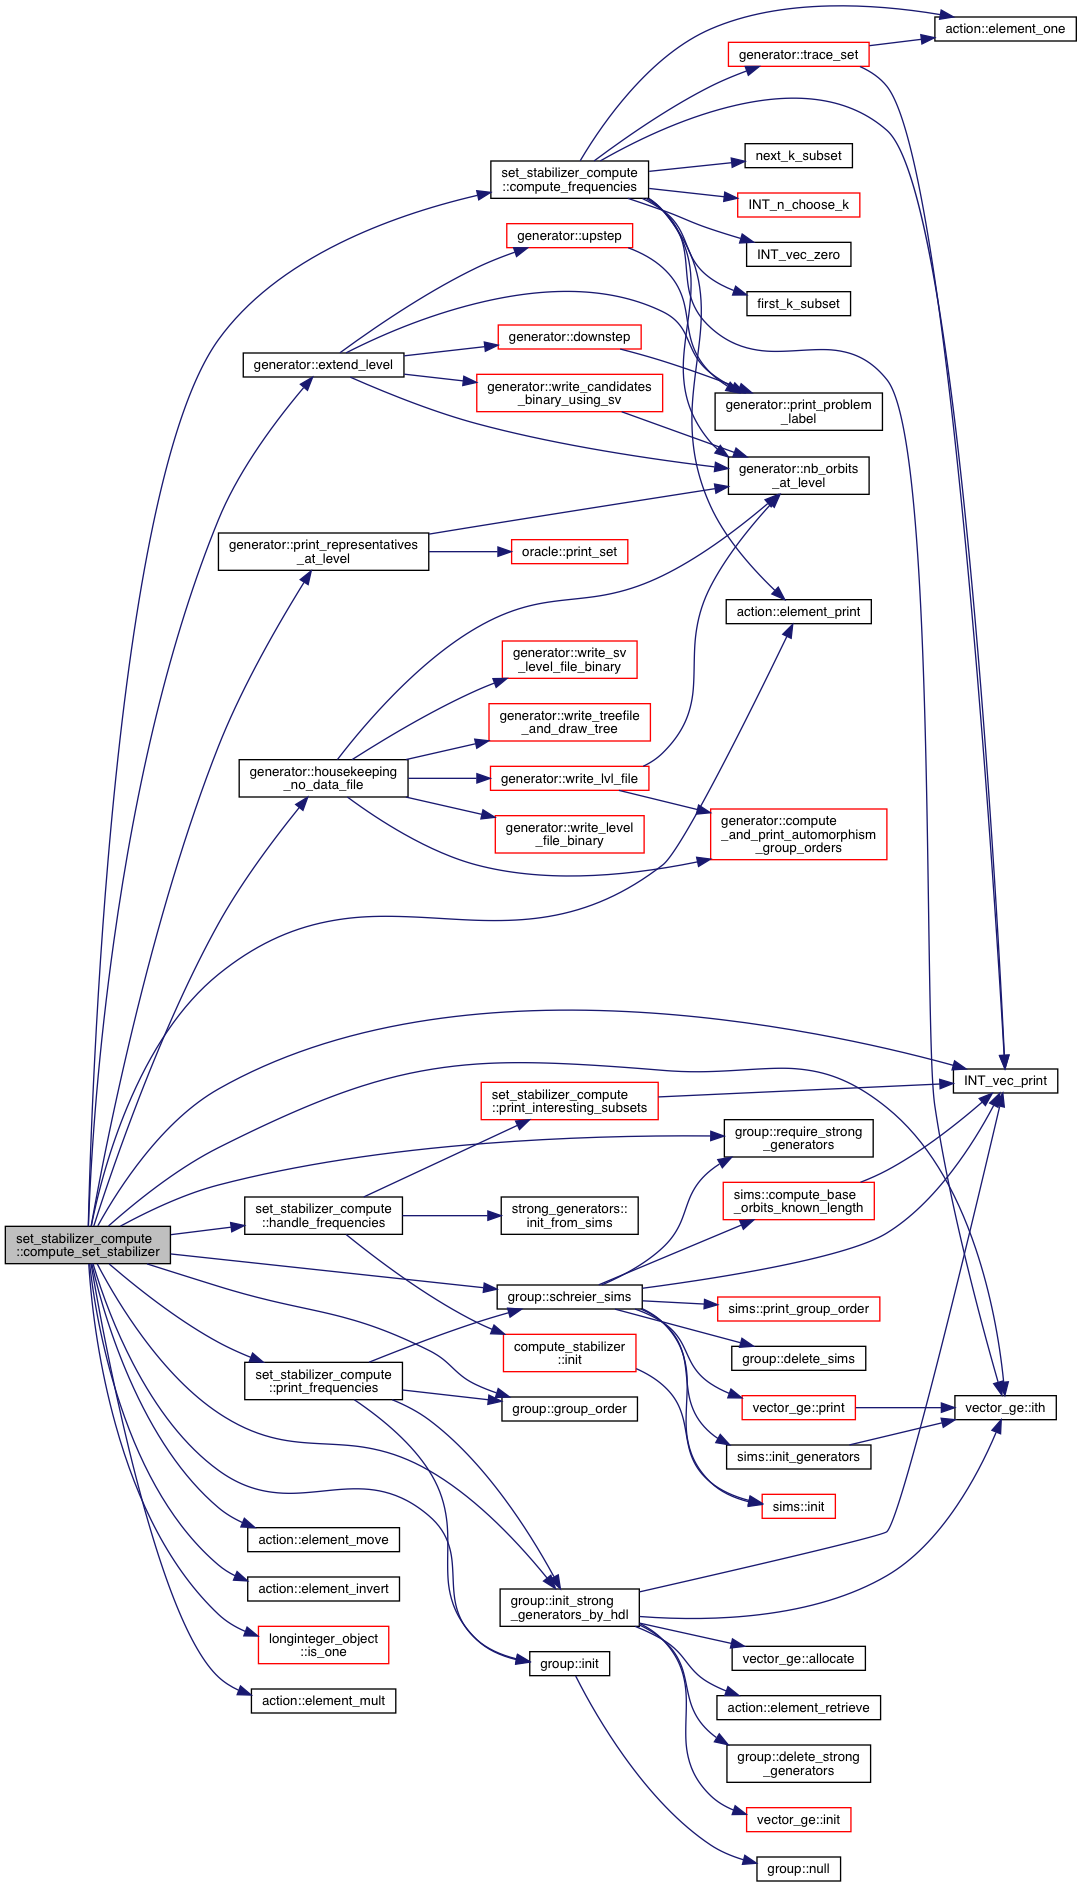 action::element_one
generator::trace_set
next_k_subset
set_stabilizer_compute
::compute_frequencies
INT_n_choose_k
generator::upstep
INT_vec_zero
first_k_subset
generator::downstep
generator::extend_level
generator::write_candidates
_binary_using_sv
generator::print_problem
_label
generator::nb_orbits
_at_level
generator::print_representatives
_at_level
oracle::print_set
action::element_print
generator::write_sv
_level_file_binary
generator::write_treefile
_and_draw_tree
generator::housekeeping
_no_data_file
generator::write_lvl_file
generator::write_level
_file_binary
generator::compute
_and_print_automorphism
_group_orders
INT_vec_print
set_stabilizer_compute
::print_interesting_subsets
group::require_strong
_generators
sims::compute_base
_orbits_known_length
set_stabilizer_compute
::handle_frequencies
strong_generators::
init_from_sims
set_stabilizer_compute
::compute_set_stabilizer
group::schreier_sims
sims::print_group_order
compute_stabilizer
::init
group::delete_sims
set_stabilizer_compute
::print_frequencies
group::group_order
vector_ge::print
vector_ge::ith
sims::init_generators
sims::init
action::element_move
action::element_invert
group::init_strong
_generators_by_hdl
longinteger_object
::is_one
group::init
vector_ge::allocate
action::element_mult
action::element_retrieve
group::delete_strong
_generators
vector_ge::init
group::null